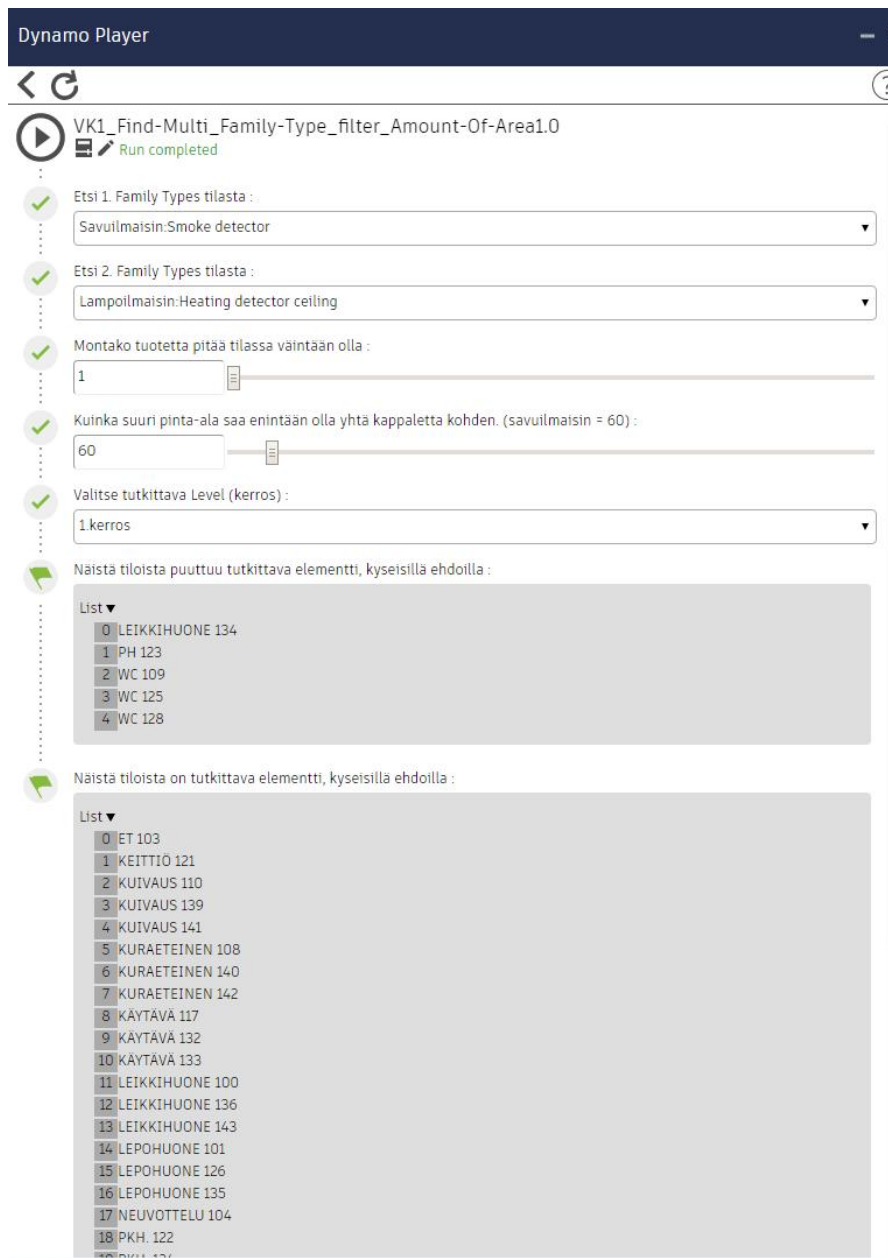 Dynamo Player
VK1_Find-Multi_Family-Type_filter_Amount-Of-Area1.0
Run completed
Etsi 1. Family Types tilasta :
Savuilmaisin:Smoke detector
Etsi 2. Family Types tilasta :
Lampoilmaisin:Heating detector ceiling
Montako tuotetta pitää tilassa väintään olla :
1
Kuinka suuri pinta-ala saa enintään olla yhtä kappaletta kohden. (savuilmaisin = 60) :
60
Valitse tutkittava Level (kerros) :
1.kerros
Näistä tiloista puuttuu tutkittava elementti, kyseisillä ehdoilla :
List
0 LEIKKIHUONE 134
1 PH 123
2 WC 109
3 WC 125
4 WC 128
Näistä tiloista on tutkittava elementti, kyseisillä ehdoilla :
List
0 ET 103
1 KEITTIÖ 121
2 KUIVAUS 110
3 KUIVAUS 139
4 KUIVAUS 141
5 KURAETEINEN 108
6 KURAETEINEN 140
7 KURAETEINEN 142
8 KÄYTÄVÄ 117
9 KÄYTÄVÄ 132
10 KÄYTÄVÄ 133
11 LEIKKIHUONE 100
12 LEIKKIHUONE 136
13 LEIKKIHUONE 143
14 LEPOHUONE 101
15 LEPOHUONE 126
16 LEPOHUONE 135
17 NEUVOTTELU 104
18 PKH. 122